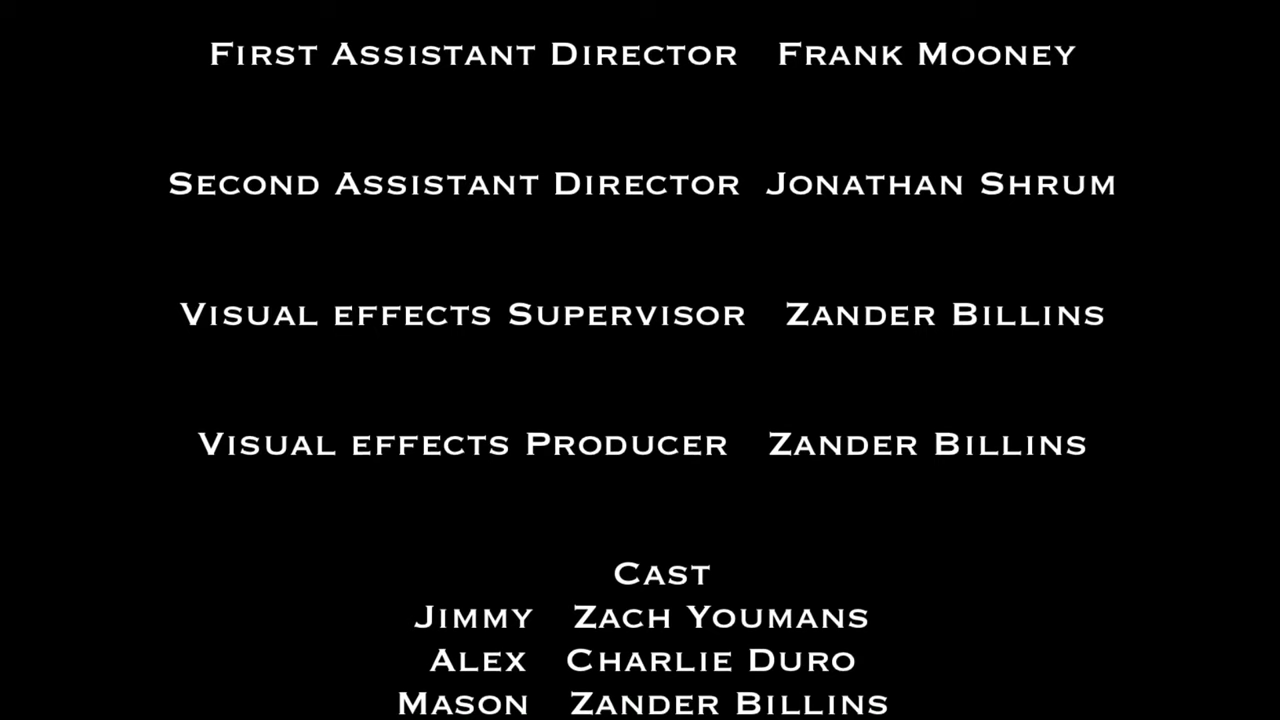 First Assistant Director Frank Mooney
Second Assistant Director Jonathan Shrum
Visual effects Supervisor Zander Billins
Visual effects Producer Zander Billins
Cast
Jimmy Zach Youmans
Alex Charlie Duro
Mason Zander Billins